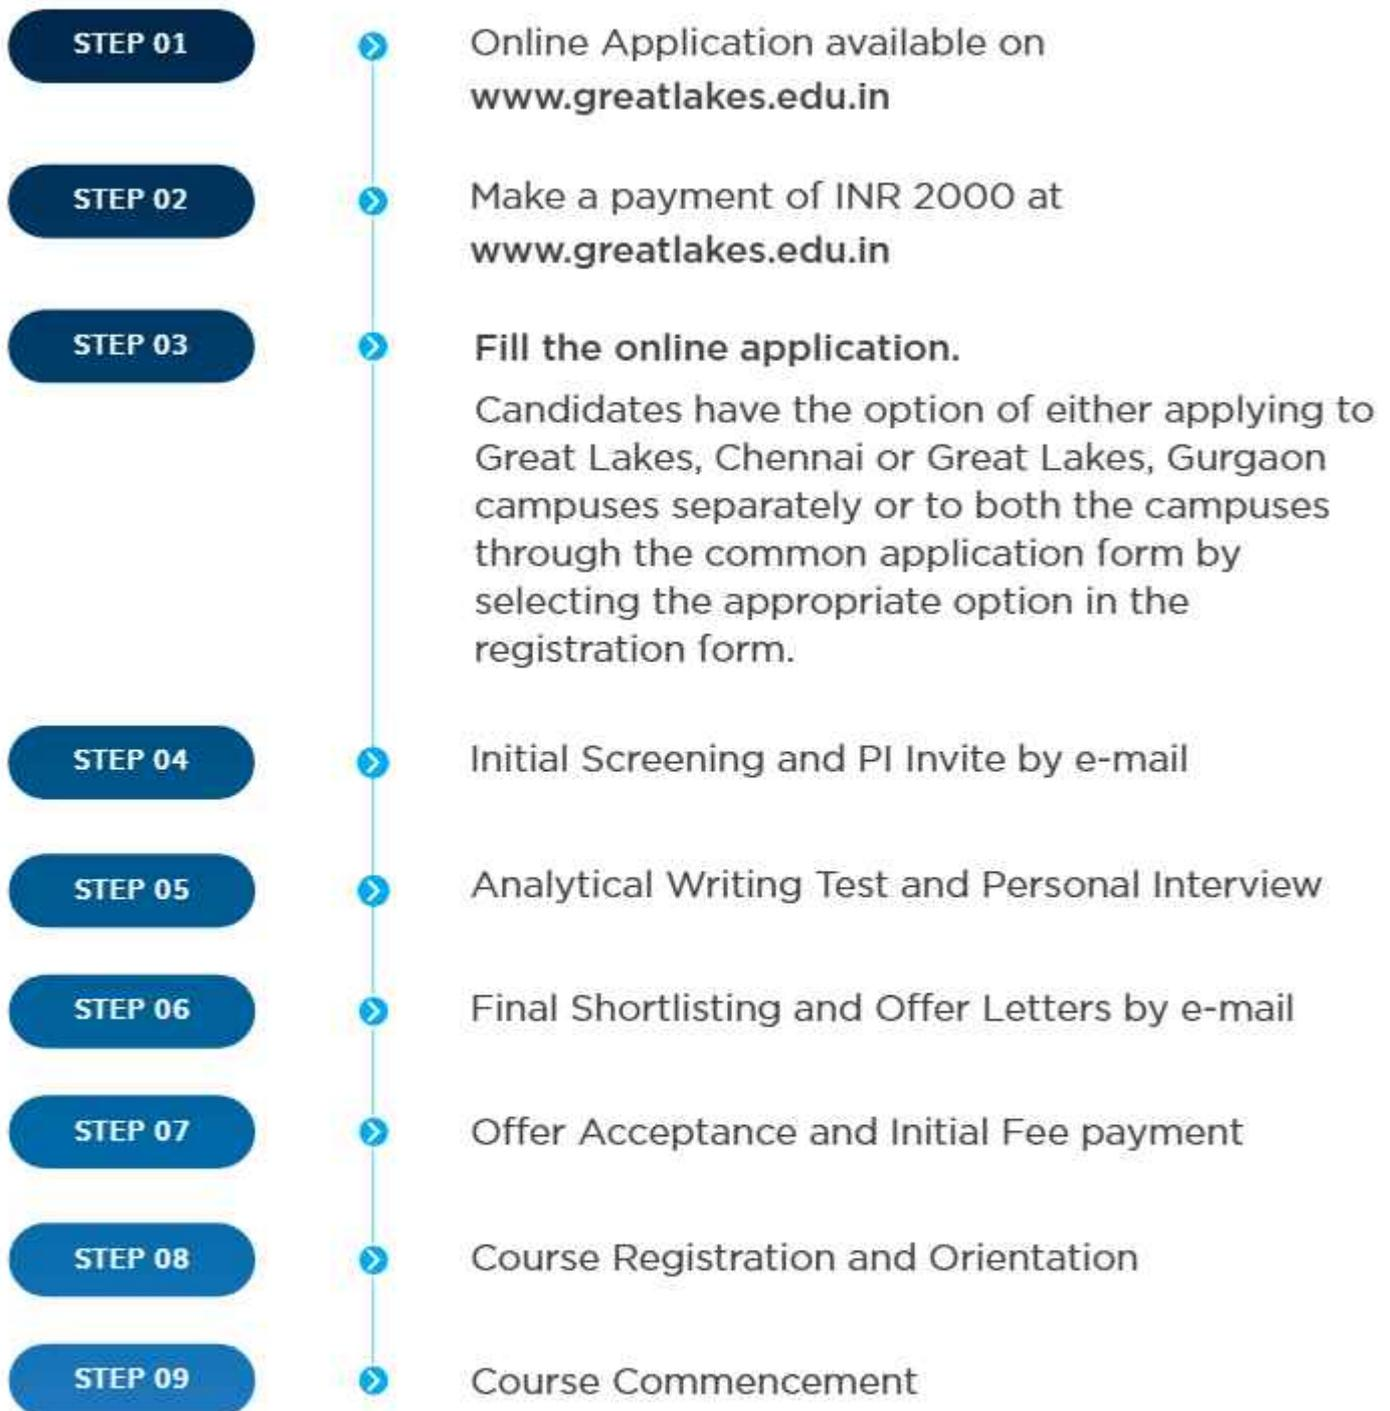 STEP 01
Online Application available on
www.greatlakes.edu.in
STEP 02
Make a payment of INR 2000 at
www.greatlakes.edu.in
STEP 03
Fill the online application.
Candidates have the option of either applying to
Great Lakes, Chennai or Great Lakes, Gurgaon
campuses separately or to both the campuses
through the common application form by
selecting the appropriate option in the
registration form.
STEP 04
Initial Screening and PI Invite by e-mail
STEP 05
Analytical Writing Test and Personal Interview
STEP 06
Final Shortlisting and Offer Letters by e-mail
STEP 07
Offer Acceptance and Initial Fee payment
STEP 08
Course Registration and Orientation
STEP 09
Course Commencement